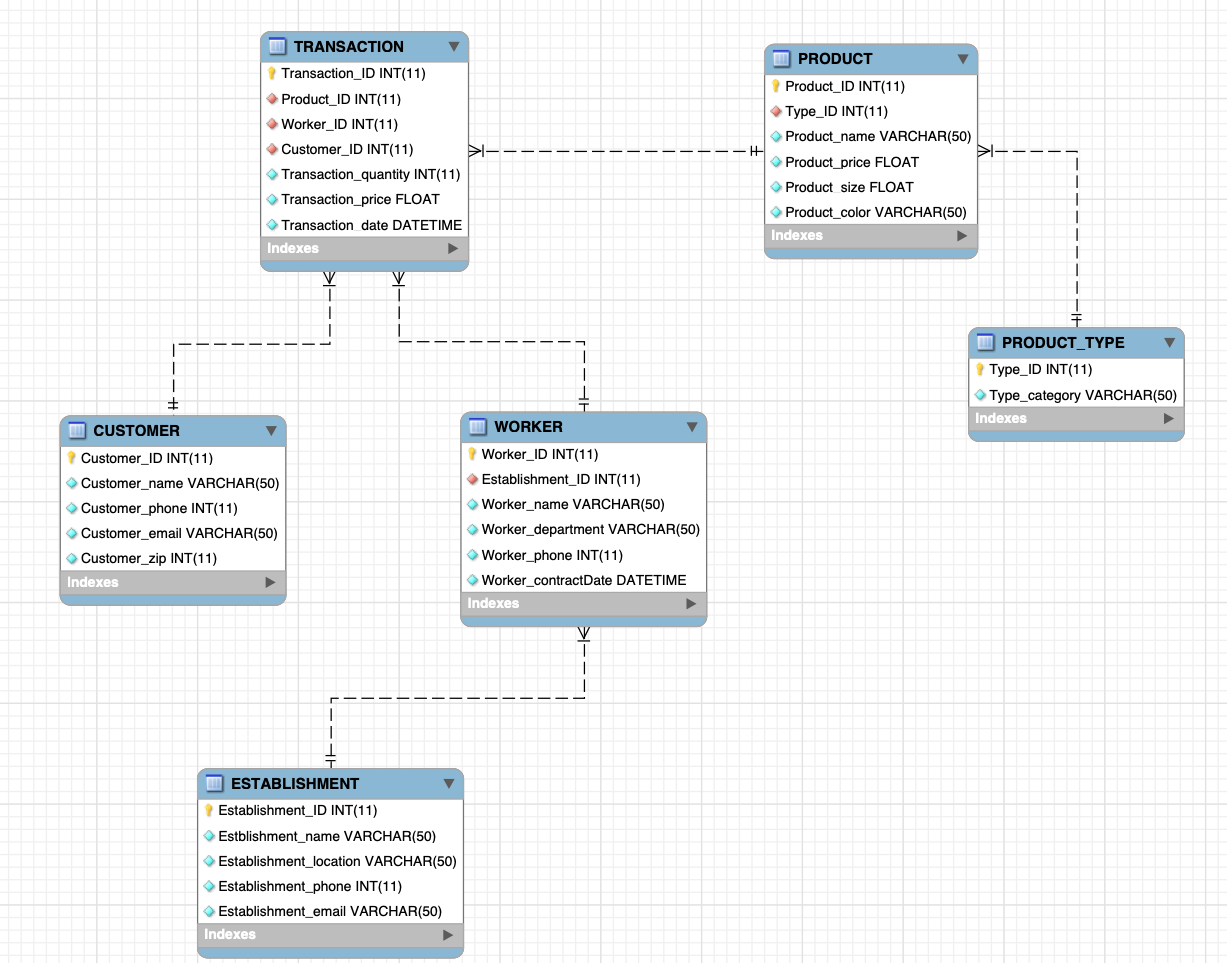 TRANSACTION
Transaction_ID INT(11)
Product_ID INT(11)
Worker_ID INT(11)
Customer_ID INT(11)
Transaction_quantity INT(11)
Transaction_price FLOAT
Transaction_date DATETIME
Indexes
PRODUCT
Product_ID INT(11)
Type_ID INT(11)
Product_name VARCHAR(50)
Product_price FLOAT
Product_size FLOAT
Product_color VARCHAR(50)
Indexes
PRODUCT_TYPE
Type_ID INT(11)
Type_category VARCHAR(50)
Indexes
CUSTOMER
Customer_ID INT(11)
Customer_name VARCHAR(50)
Customer_phone INT(11)
Customer_email VARCHAR(50)
Customer_zip INT(11)
Indexes
WORKER
Worker_ID INT(11)
Establishment_ID INT(11)
Worker_name VARCHAR(50)
Worker_department VARCHAR(50)
Worker_phone INT(11)
Worker_contractDate DATETIME
Indexes
ESTABLISHMENT
Establishment_ID INT(11)
Estblishment_name VARCHAR(50)
Establishment_location VARCHAR(50)
Establishment_phone INT(11)
Establishment_email VARCHAR(50)
Indexes